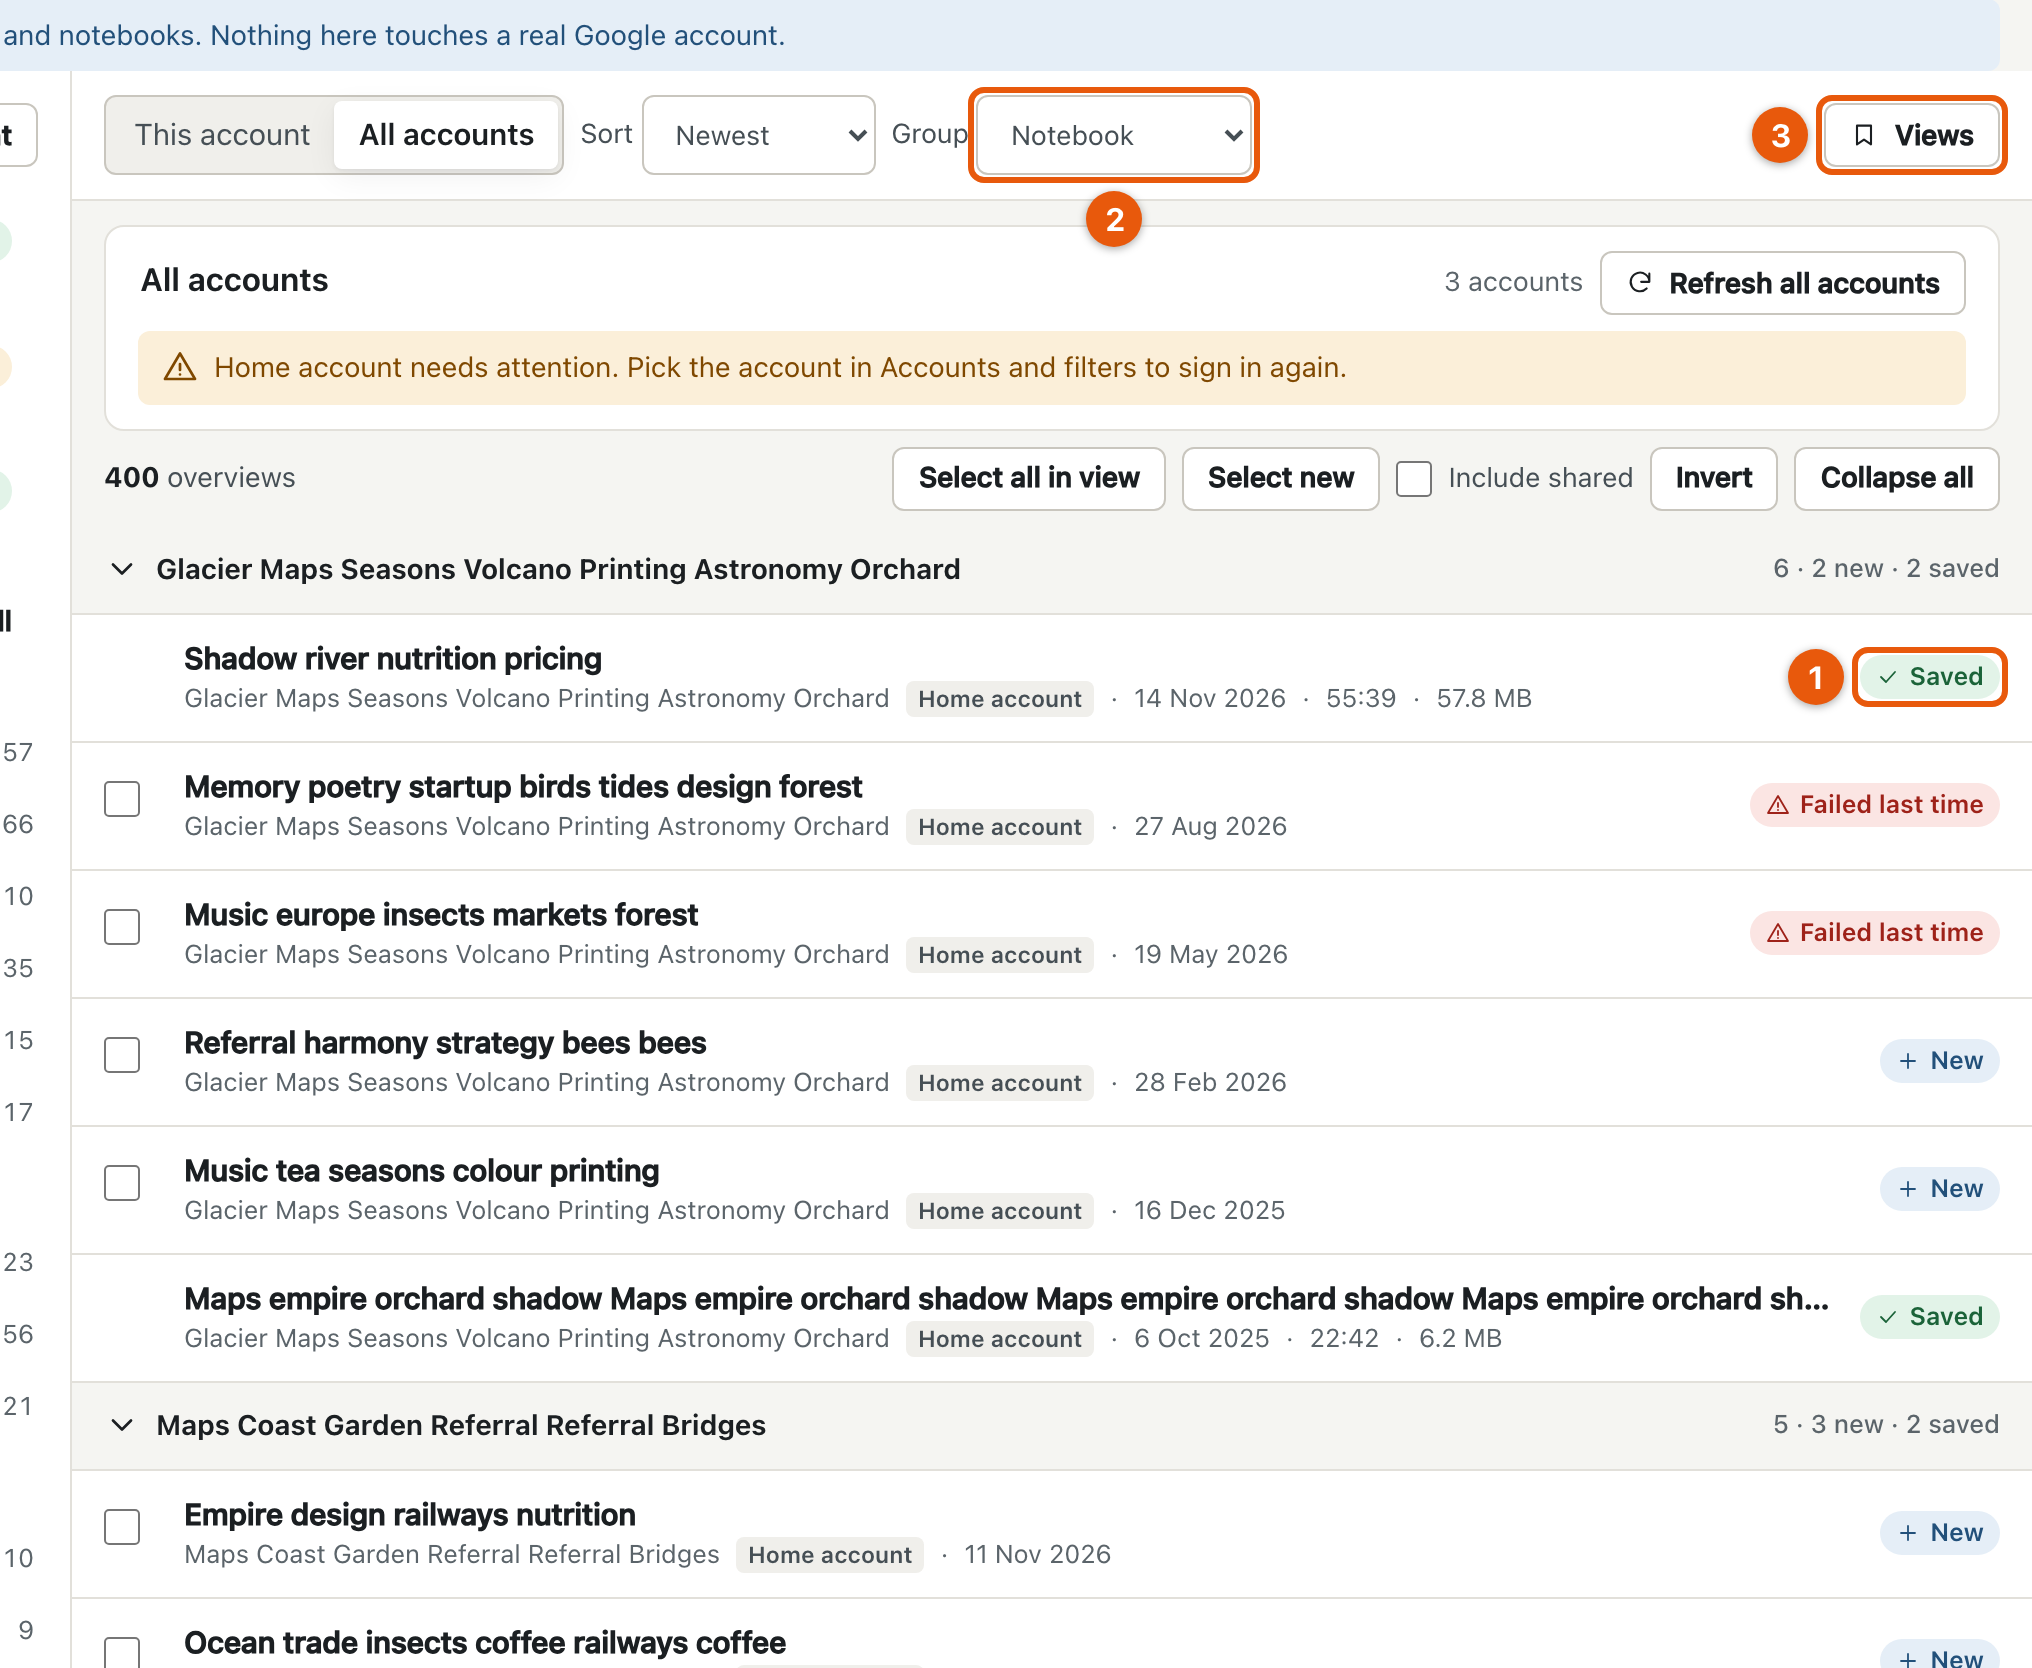 and notebooks. Nothing here touches a real Google account.
t
This account All accounts Sort Newest Group Notebook 3 Views
2
All accounts 3 accounts Refresh all accounts
Home account needs attention. Pick the account in Accounts and filters to sign in again.
400 overviews Select all in view Select new Include shared Invert Collapse all
Glacier Maps Seasons Volcano Printing Astronomy Orchard 6 · 2 new · 2 saved
ll
Shadow river nutrition pricing 1 Saved
Glacier Maps Seasons Volcano Printing Astronomy Orchard Home account · 14 Nov 2026 · 55:39 · 57.8 MB
57
Memory poetry startup birds tides design forest Failed last time
66
Glacier Maps Seasons Volcano Printing Astronomy Orchard Home account · 27 Aug 2026
10
Music europe insects markets forest Failed last time
Glacier Maps Seasons Volcano Printing Astronomy Orchard Home account · 19 May 2026
35
15
Referral harmony strategy bees bees + New
Glacier Maps Seasons Volcano Printing Astronomy Orchard Home account · 28 Feb 2026
17
Music tea seasons colour printing + New
Glacier Maps Seasons Volcano Printing Astronomy Orchard Home account · 16 Dec 2025
23
Maps empire orchard shadow Maps empire orchard shadow Maps empire orchard shadow Maps empire orchard sh... Saved
56
Glacier Maps Seasons Volcano Printing Astronomy Orchard Home account · 6 Oct 2025 · 22:42 · 6.2 MB
21
Maps Coast Garden Referral Referral Bridges 5 · 3 new · 2 saved
Empire design railways nutrition + New
10
Maps Coast Garden Referral Referral Bridges Home account · 11 Nov 2026
9
Ocean trade insects coffee railways coffee + New